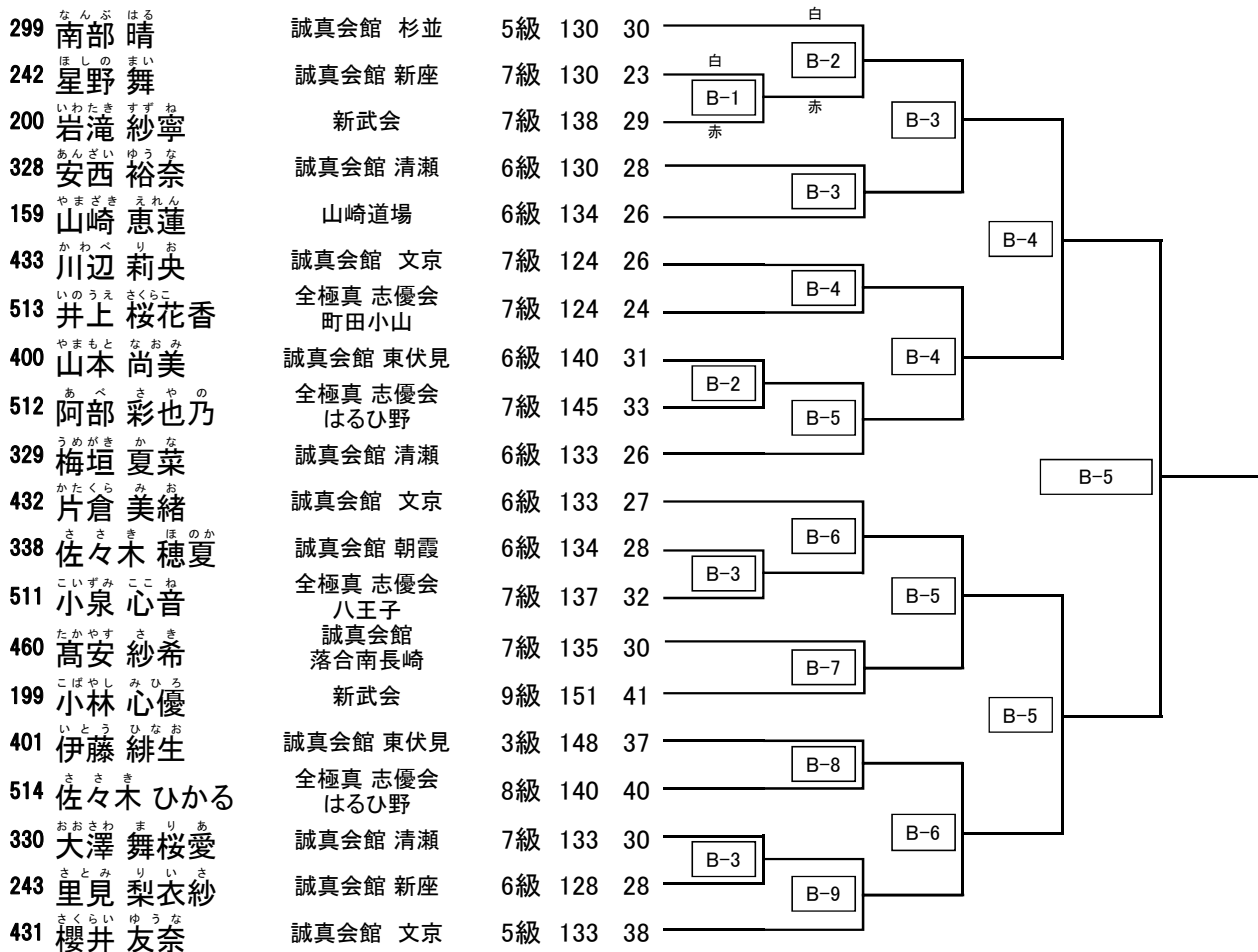 なんぶ はる
299 南部 晴 誠真会館 杉並 5級 130 30
ほしの まい
242 星野 舞 誠真会館 新座 7級 130 23
いわたき すずね
200 岩滝 紗寧 新武会 7級 138 29
あんざい ゆうな
328 安西 裕奈 誠真会館 清瀬 6級 130 28
やまざき えれん
159 山崎 恵蓮 山崎道場 6級 134 26
かわべ りお
433 川辺 莉央 誠真会館 文京 7級 124 26
いのうえ さくらこ
513 井上 桜花香 全極真 志優会 町田小山 7級 124 24
やまもと なおみ
400 山本 尚美 誠真会館 東伏見 6級 140 31
あべ さやの
512 阿部 彩也乃 全極真 志優会 はるひ野 7級 145 33
うめがき かな
329 梅垣 夏菜 誠真会館 清瀬 6級 133 26
かたくら みお
432 片倉 美緒 誠真会館 文京 6級 133 27
ささき ほのか
338 佐々木 穂夏 誠真会館 朝霞 6級 134 28
こいずみ ここね
511 小泉 心音 全極真 志優会 八王子 7級 137 32
たかやす さき
460 髙安 紗希 誠真会館 落合南長崎 7級 135 30
こばやし みひろ
199 小林 心優 新武会 9級 151 41
いとう ひなお
401 伊藤 緋生 誠真会館 東伏見 3級 148 37
ささき
514 佐々木 ひかる 全極真 志優会 はるひ野 8級 140 40
おおさわ まりあ
330 大澤 舞桜愛 誠真会館 清瀬 7級 133 30
さとみ りいさ
243 里見 梨衣紗 誠真会館 新座 6級 128 28
さくらい ゆうな
431 櫻井 友奈 誠真会館 文京 5級 133 38
白
白
B-1
赤
B-2
赤
B-3
B-3
B-4
B-4
B-4
B-2
B-5
B-5
B-6
B-3
B-5
B-7
B-5
B-8
B-6
B-3
B-9